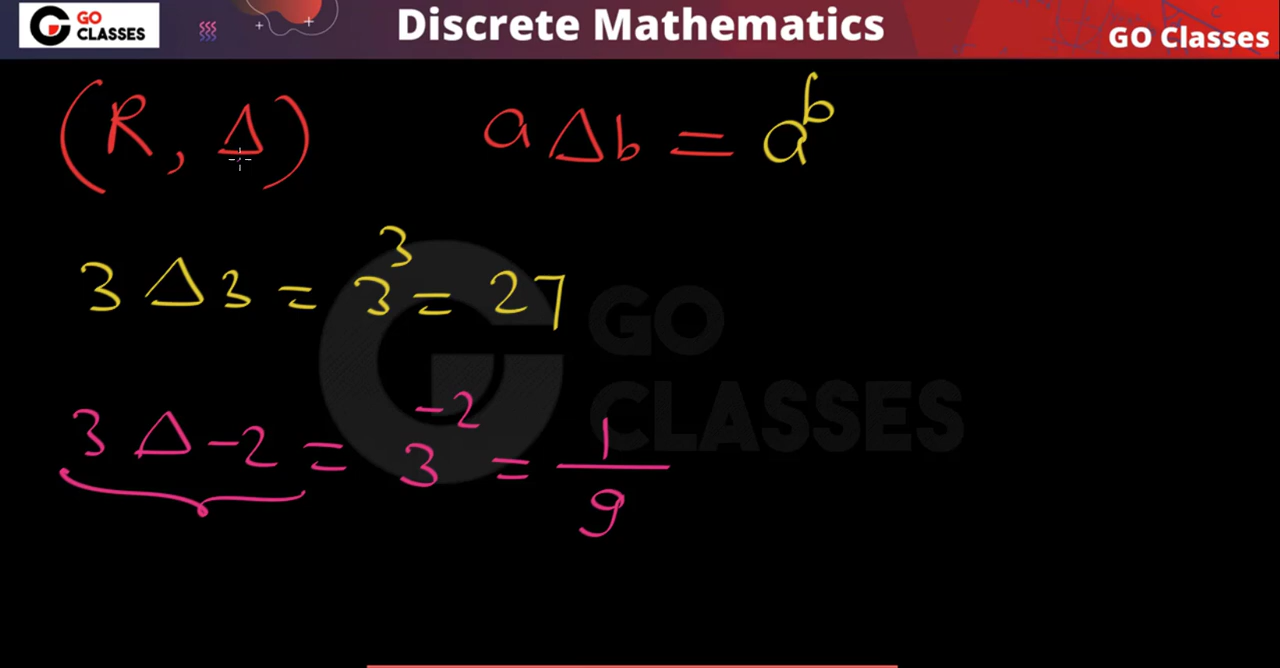 GO
CLASSES
Discrete Mathematics
GO Classes
(R, Δ) a Δ b = a^b
3 Δ 3 = 3^3 = 27
GO
CLASSES
3 Δ -2 = 3^-2 = 1/9